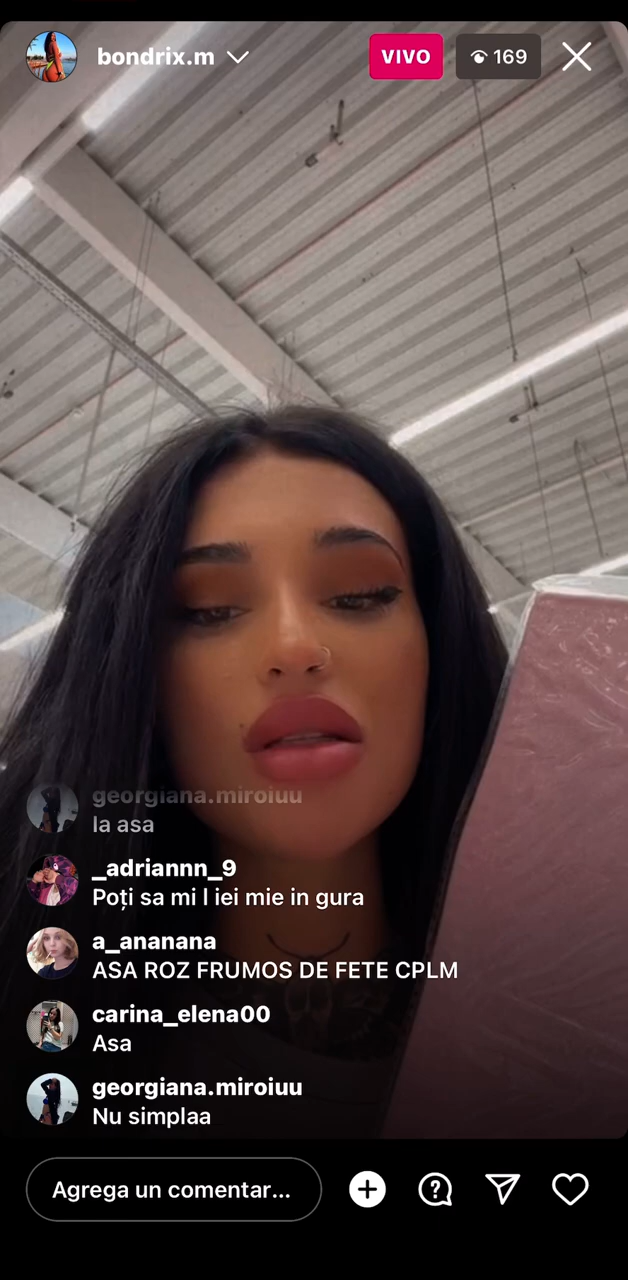 bondrix.m
VIVO
169
georgiana.miroiuu
la asa
_adriannn_9
Poți sa mi l iei mie in gura
a_ananana
ASA ROZ FRUMOS DE FETE CPLM
carina_elena00
Asa
georgiana.miroiuu
Nu simplaa
Agrega un comentar...